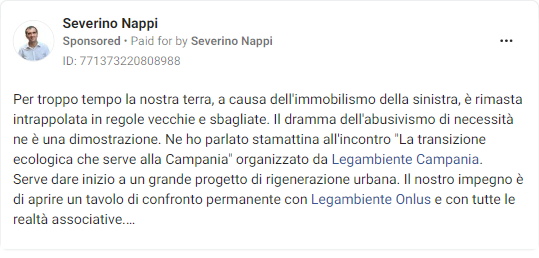 Severino Nappi
Sponsored • Paid for by Severino Nappi
ID: 771373220808988
Per troppo tempo la nostra terra, a causa dell'immobilismo della sinistra, è rimasta
intrappolata in regole vecchie e sbagliate. Il dramma dell'abusivismo di necessità
ne è una dimostrazione. Ne ho parlato stamattina all'incontro "La transizione
ecologica che serve alla Campania" organizzato da Legambiente Campania.
Serve dare inizio a un grande progetto di rigenerazione urbana. Il nostro impegno è
di aprire un tavolo di confronto permanente con Legambiente Onlus e con tutte le
realtà associative....